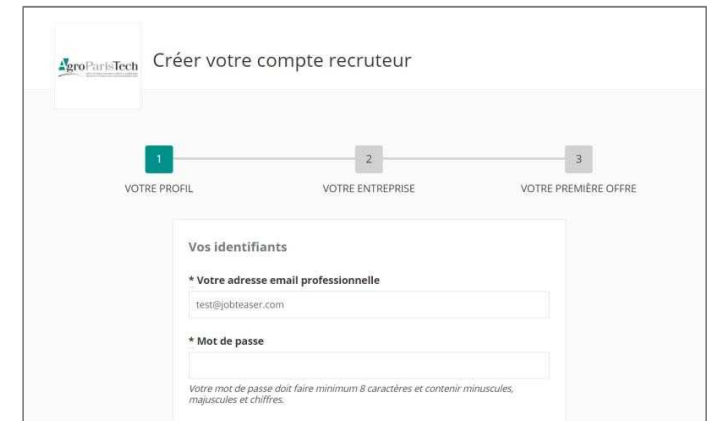 AgroParisTech
Créer votre compte recruteur
1
2
3
VOTRE PROFIL
VOTRE ENTREPRISE
VOTRE PREMIÈRE OFFRE
Vos identifiants
* Votre adresse email professionnelle
test@jobteaser.com
* Mot de passe
Votre mot de passe doit faire minimum 8 caractères et contenir minuscules,
majuscules et chiffres.